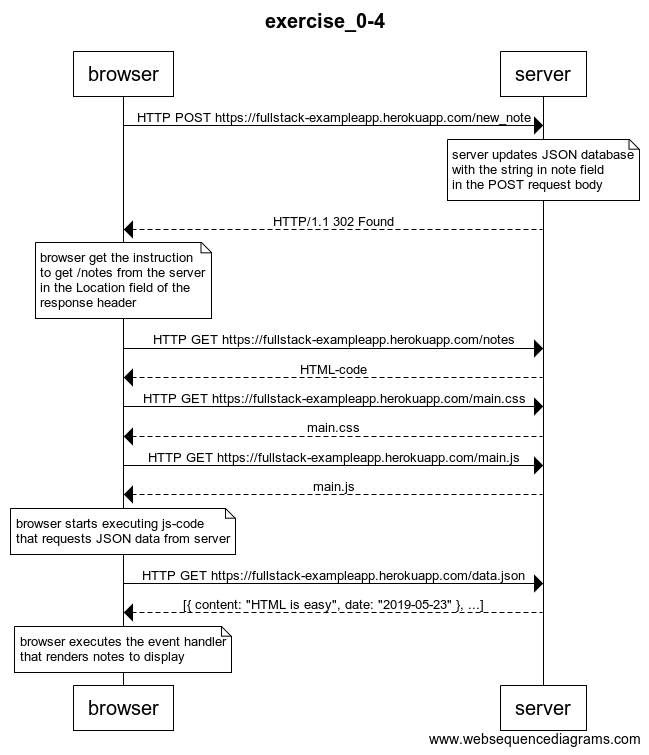 exercise_0-4
browser
server
HTTP POST https://fullstack-exampleapp.herokuapp.com/new_note
server updates JSON database
with the string in note field
in the POST request body
HTTP/1.1 302 Found
browser get the instruction
to get /notes from the server
in the Location field of the
response header
HTTP GET https://fullstack-exampleapp.herokuapp.com/notes
HTML-code
HTTP GET https://fullstack-exampleapp.herokuapp.com/main.css
main.css
HTTP GET https://fullstack-exampleapp.herokuapp.com/main.js
main.js
browser starts executing js-code
that requests JSON data from server
HTTP GET https://fullstack-exampleapp.herokuapp.com/data.json
[{ content: "HTML is easy", date: "2019-05-23" }, ...]
browser executes the event handler
that renders notes to display
browser
server
www.websequencediagrams.com